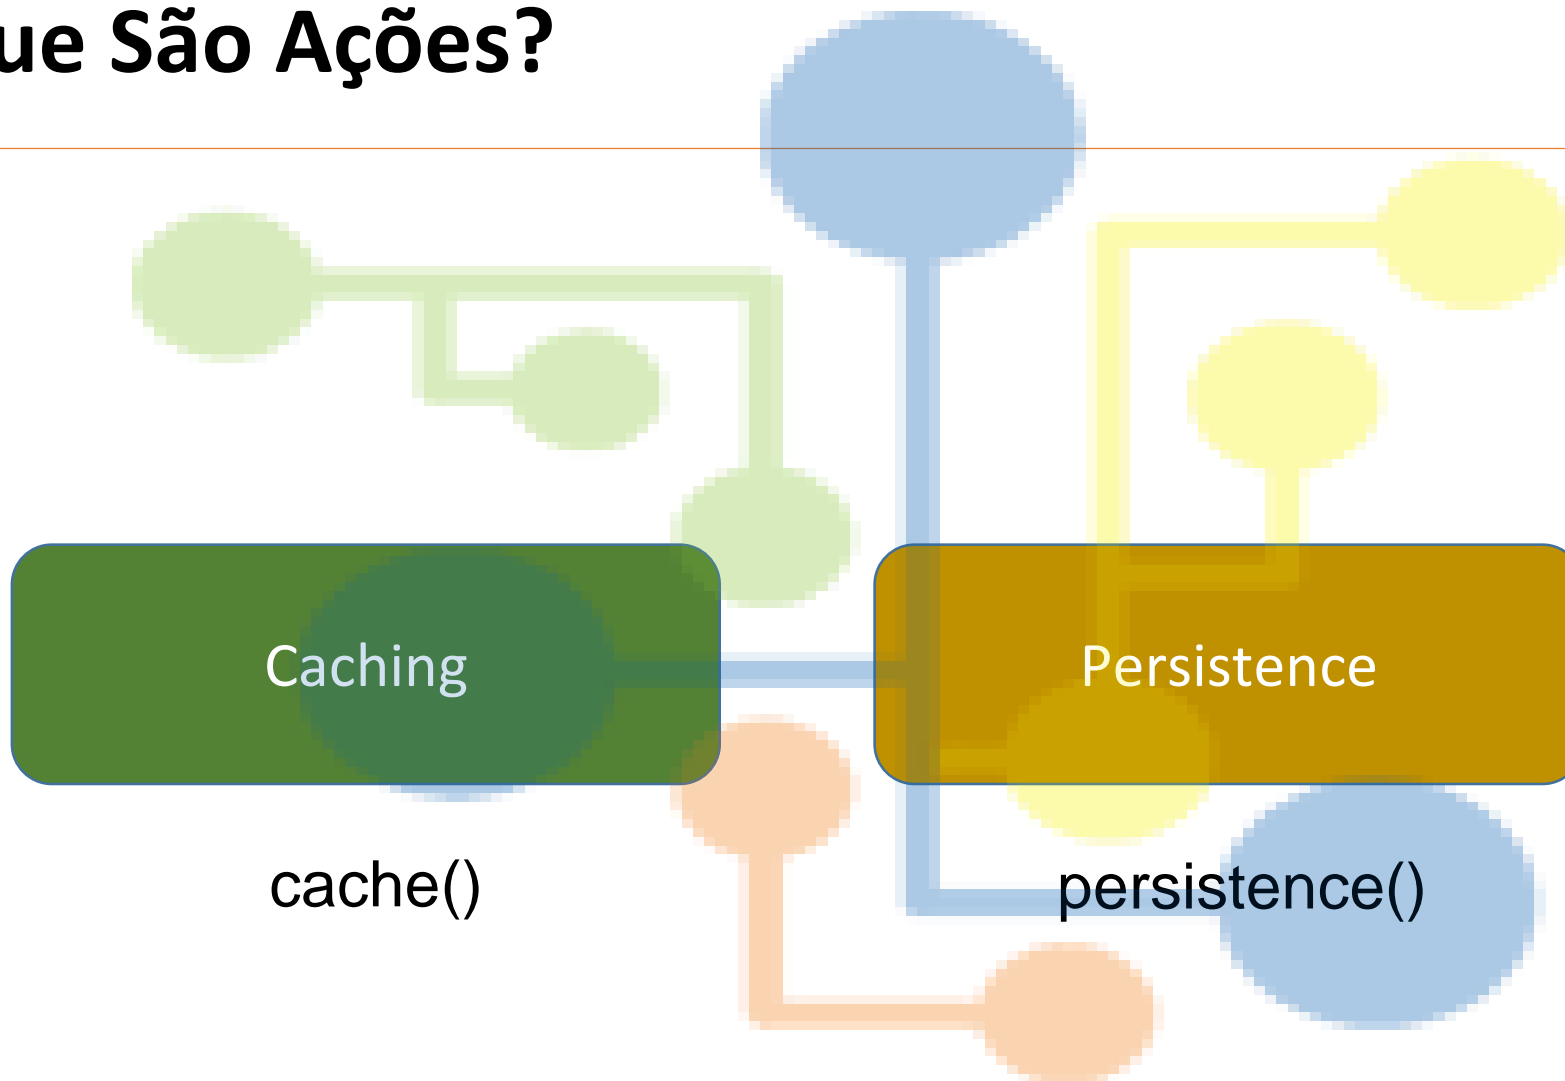 ue São Ações?
Caching
Persistence
cache()
persistence()